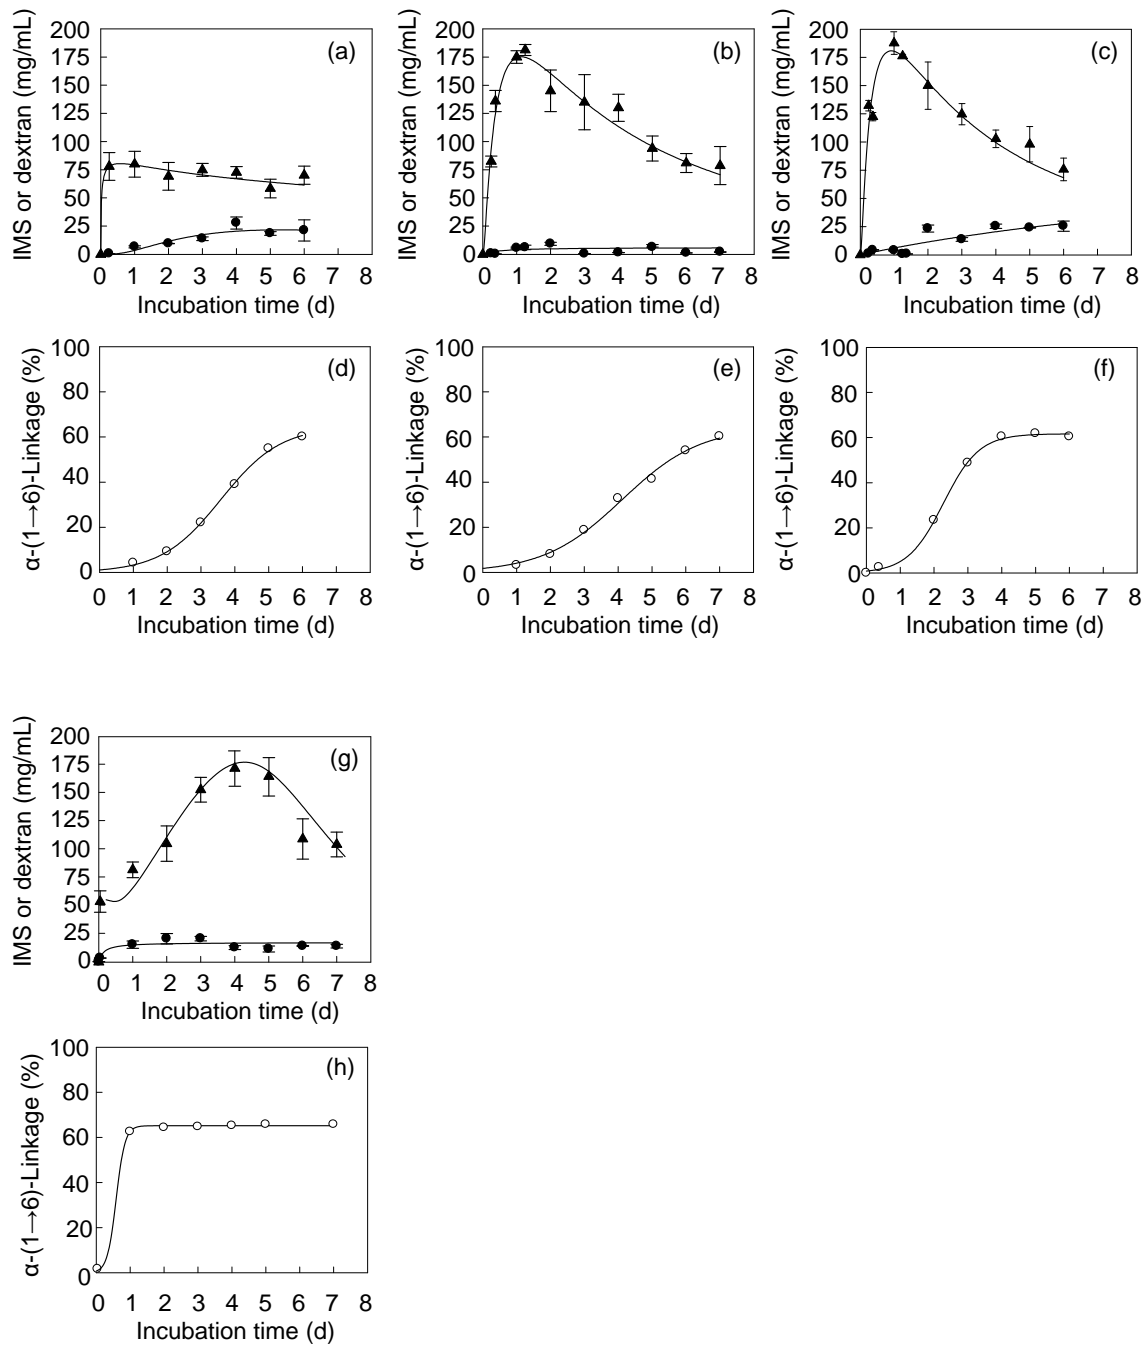 (a)
IMS or dextran (mg/mL)
200
175
150
125
100
75
50
25
0
0 1 2 3 4 5 6 7 8
Incubation time (d)
(b)
IMS or dextran (mg/mL)
200
175
150
125
100
75
50
25
0
0 1 2 3 4 5 6 7 8
Incubation time (d)
(c)
IMS or dextran (mg/mL)
200
175
150
125
100
75
50
25
0
0 1 2 3 4 5 6 7 8
Incubation time (d)
(d)
α-(1→6)-Linkage (%)
100
80
60
40
20
0
0 1 2 3 4 5 6 7 8
Incubation time (d)
(e)
α-(1→6)-Linkage (%)
100
80
60
40
20
0
0 1 2 3 4 5 6 7 8
Incubation time (d)
(f)
α-(1→6)-Linkage (%)
100
80
60
40
20
0
0 1 2 3 4 5 6 7 8
Incubation time (d)
(g)
IMS or dextran (mg/mL)
200
175
150
125
100
75
50
25
0
0 1 2 3 4 5 6 7 8
Incubation time (d)
(h)
α-(1→6)-Linkage (%)
100
80
60
40
20
0
0 1 2 3 4 5 6 7 8
Incubation time (d)